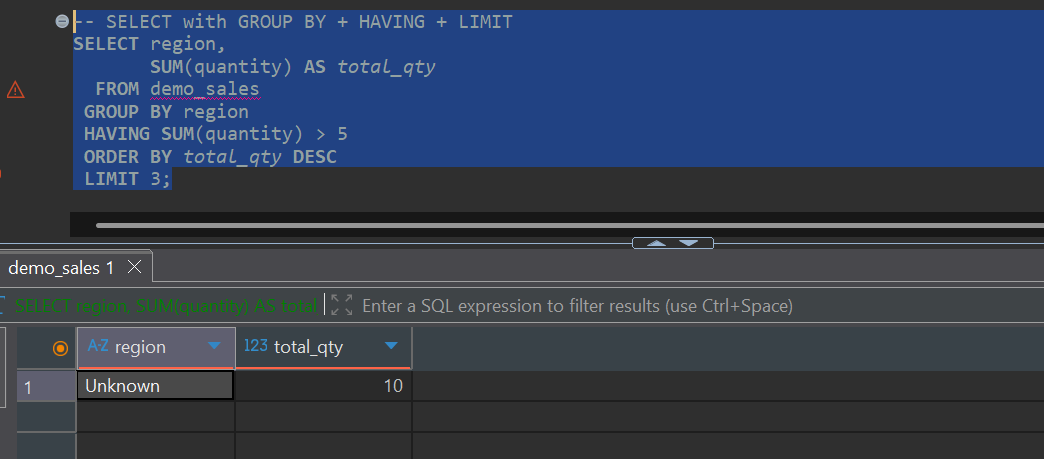 -- SELECT with GROUP BY + HAVING + LIMIT
SELECT region,
SUM(quantity) AS total_qty
FROM demo_sales
GROUP BY region
HAVING SUM(quantity) > 5
ORDER BY total_qty DESC
LIMIT 3;
demo_sales 1
SELECT region, SUM(quantity) AS total Enter a SQL expression to filter results (use Ctrl+Space)
A-Z region 123 total_qty
1 Unknown 10